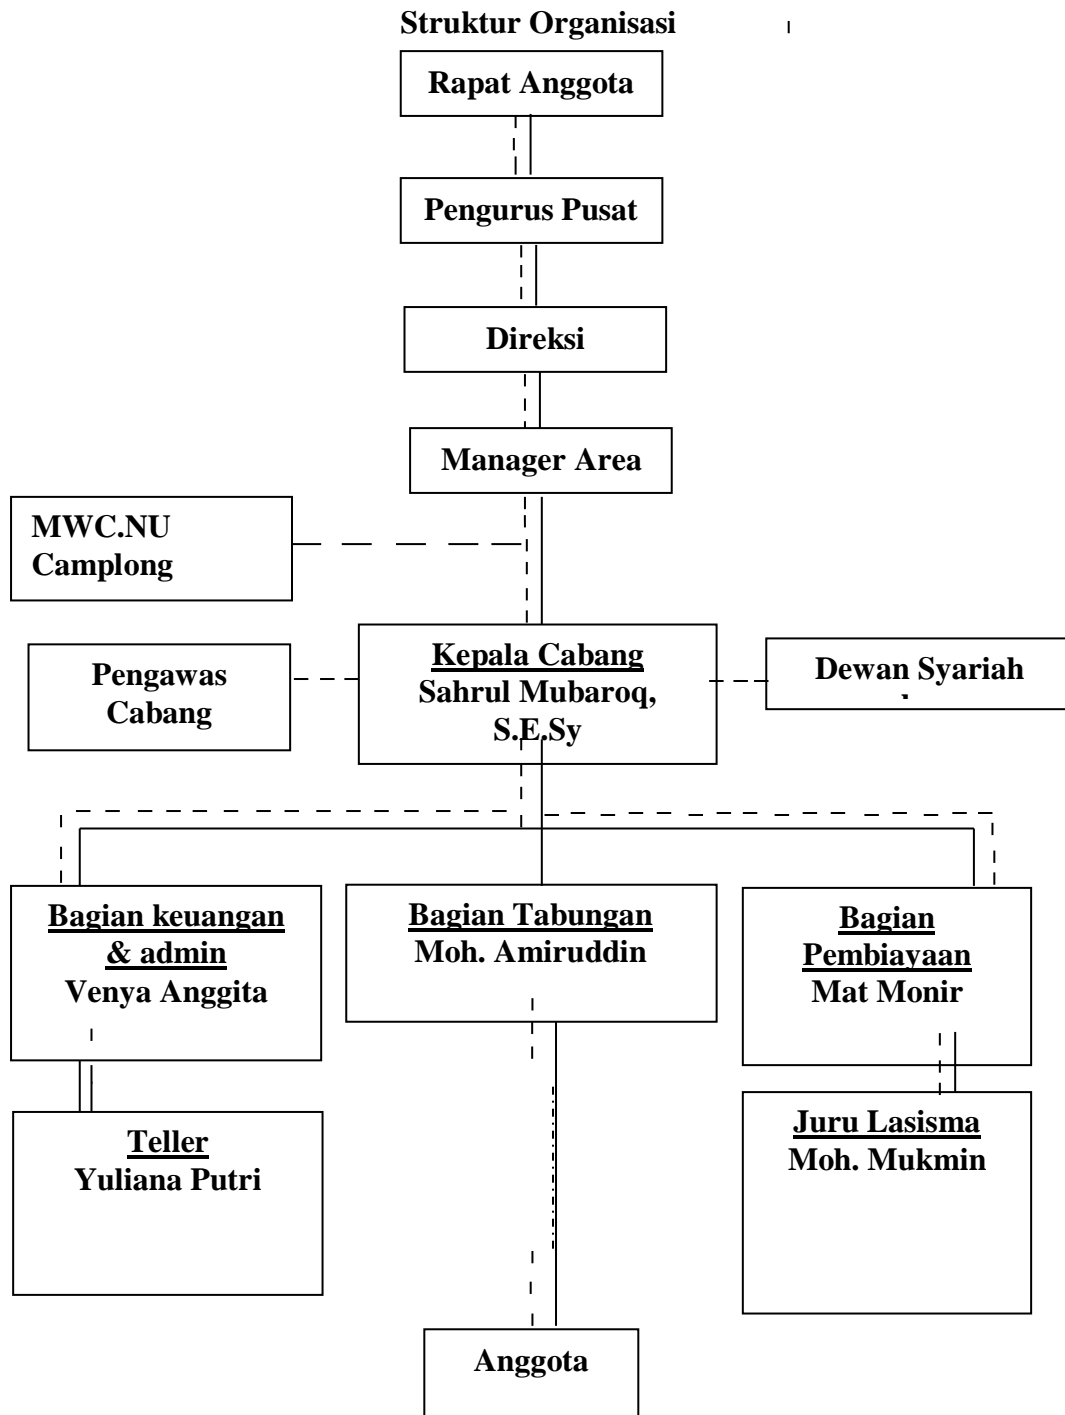 Struktur Organisasi
Rapat Anggota
Pengurus Pusat
Direksi
Manager Area
MWC.NU
Camplong
Kepala Cabang
Sahrul Mubaroq,
S.E.Sy
Pengawas
Cabang
Dewan Syariah
Bagian keuangan
& admin
Venya Anggita
Bagian Tabungan
Moh. Amiruddin
Bagian
Pembiayaan
Mat Monir
Teller
Yuliana Putri
Juru Lasisma
Moh. Mukmin
Anggota